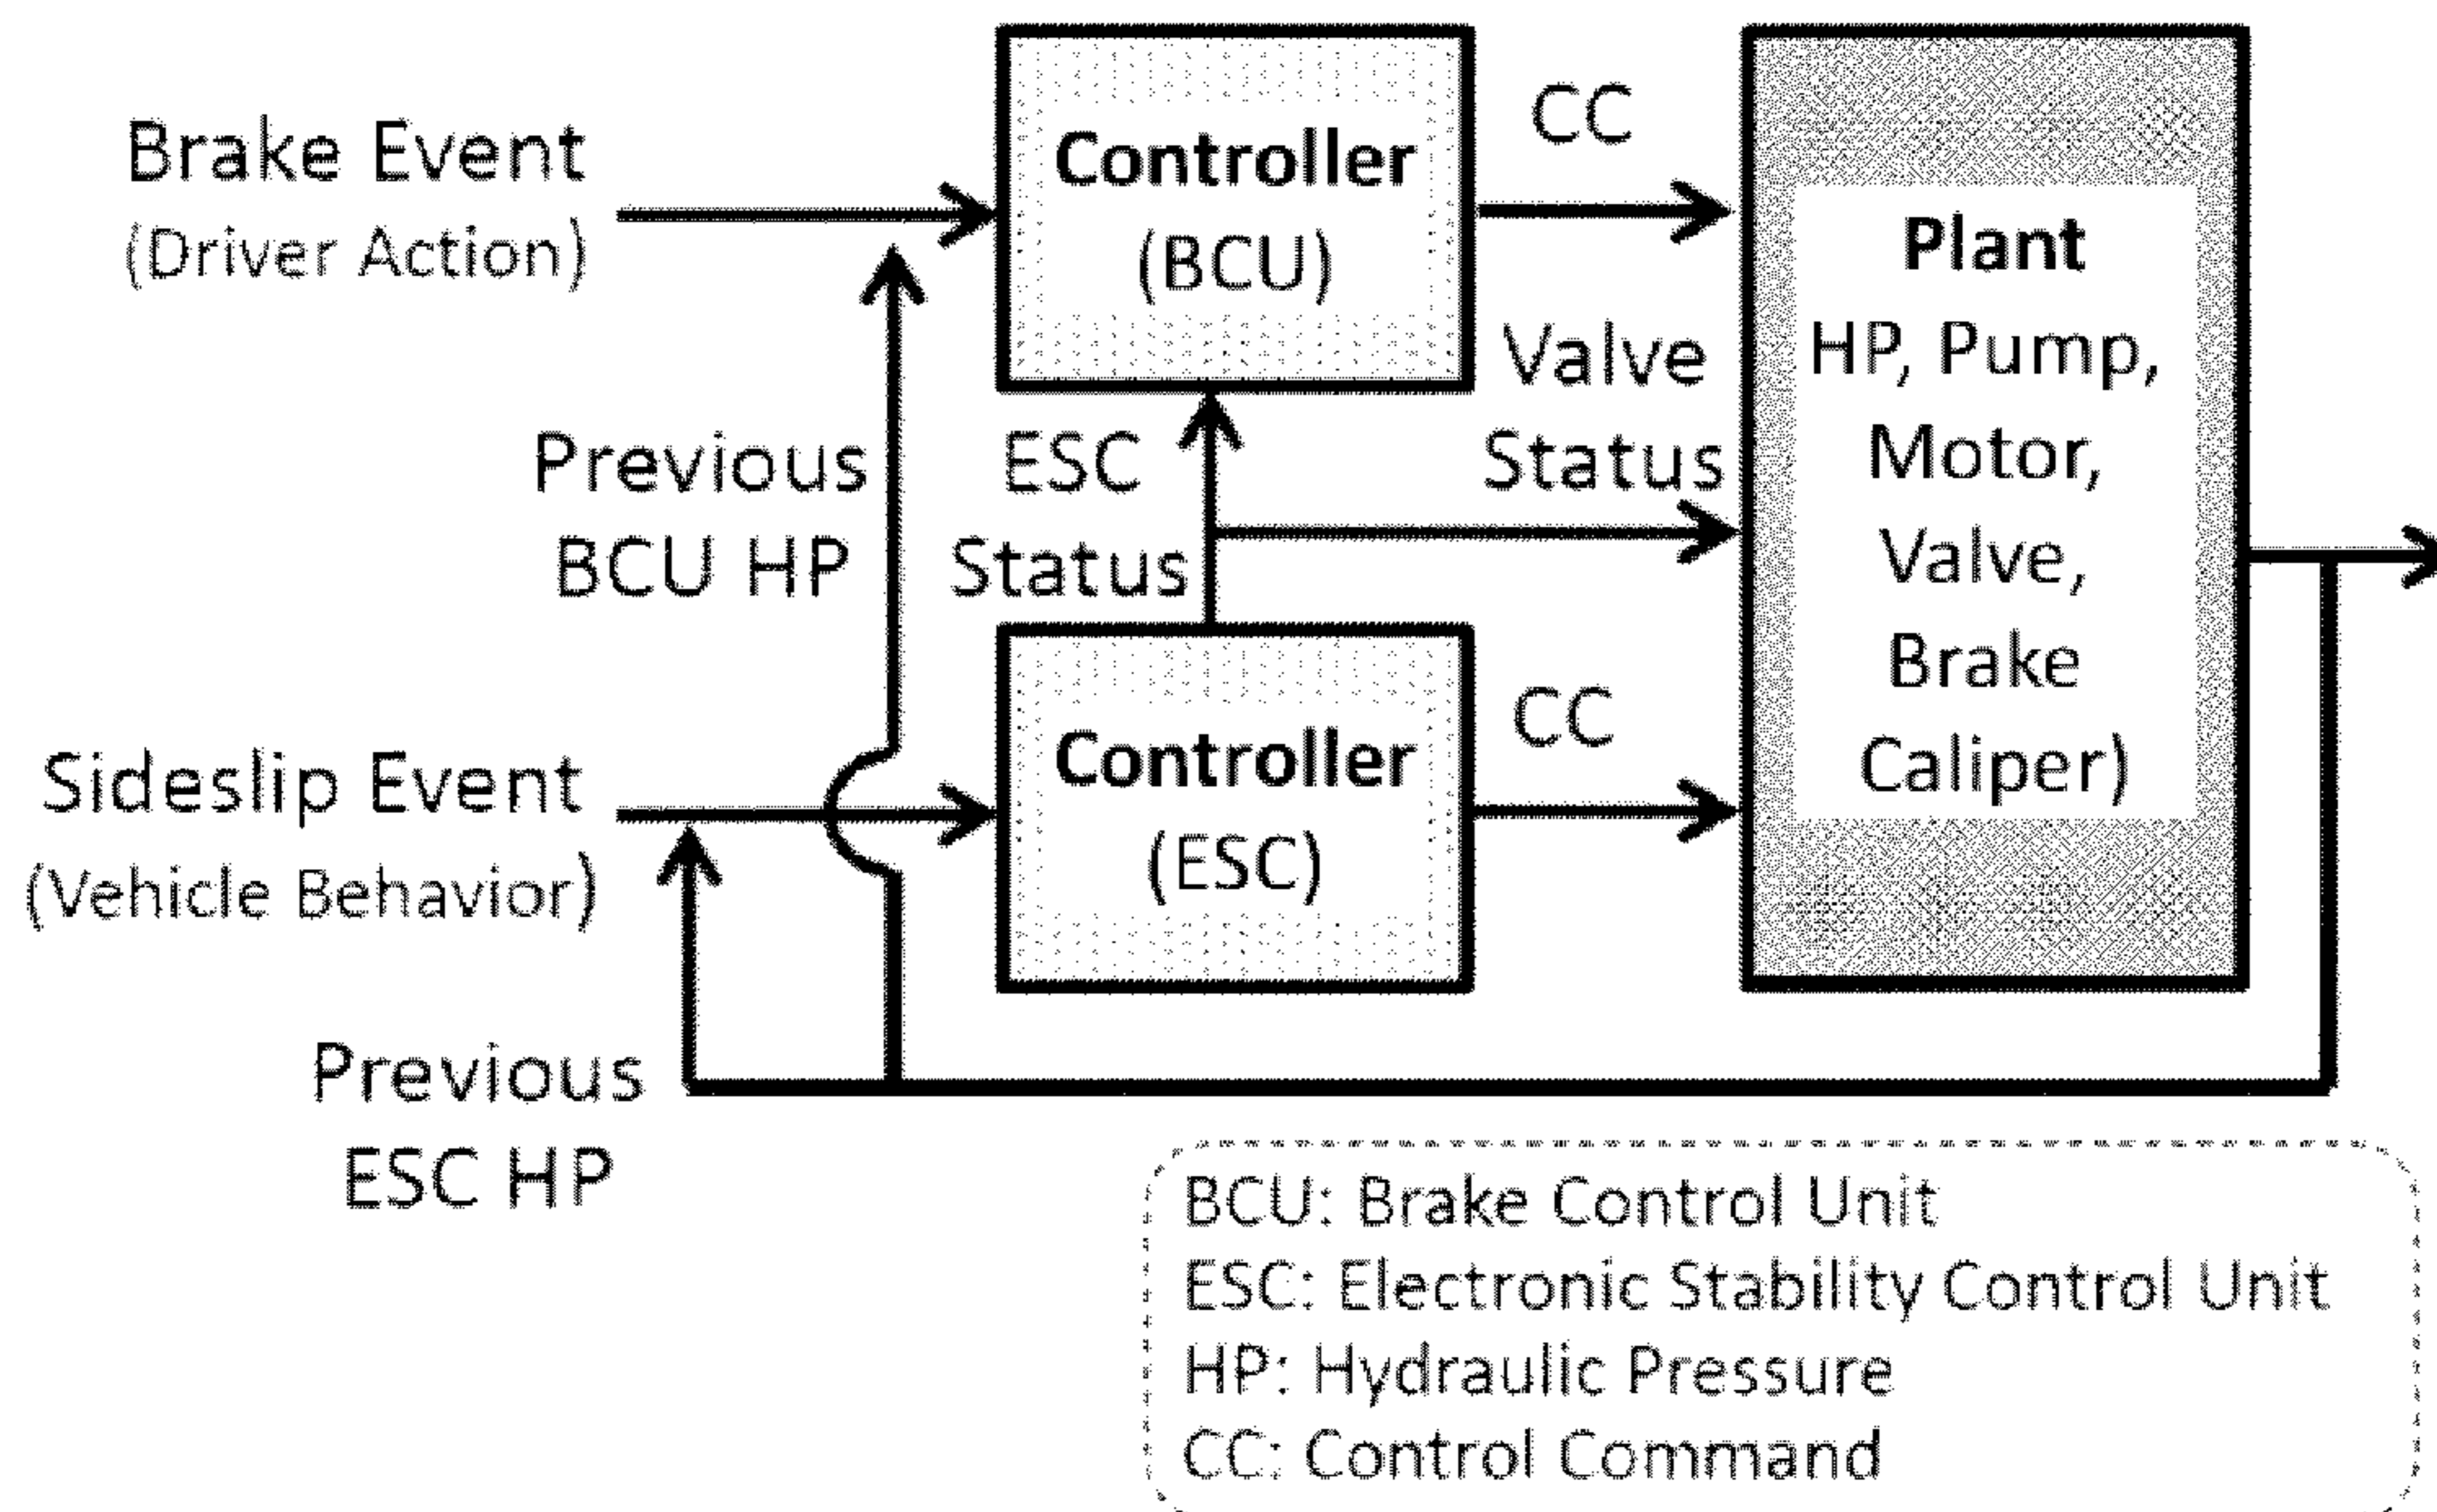 Brake Event
(Driver Action)
Controller
(BCU)
CC
Plant
HP, Pump,
Motor,
Valve,
Brake
Caliper)
Previous
BCU HP
ESC
Status
Valve
Status
Sideslip Event
(Vehicle Behavior)
Controller
(ESC)
CC
Previous
ESC HP
BCU: Brake Control Unit
ESC: Electronic Stability Control Unit
HP: Hydraulic Pressure
CC: Control Command